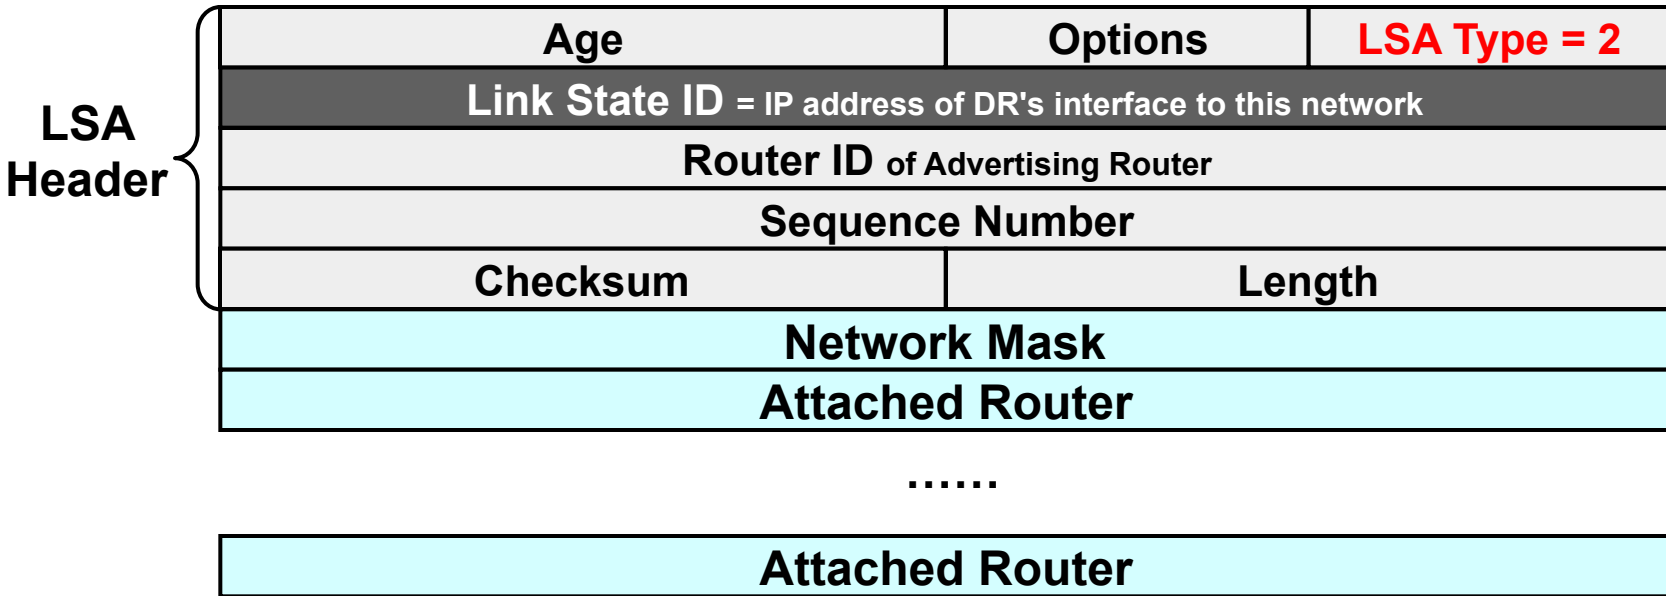 Age Options LSA Type = 2
Link State ID = IP address of DR's interface to this network
LSA
Header
Router ID of Advertising Router
Sequence Number
Checksum Length
Network Mask
Attached Router
……
Attached Router